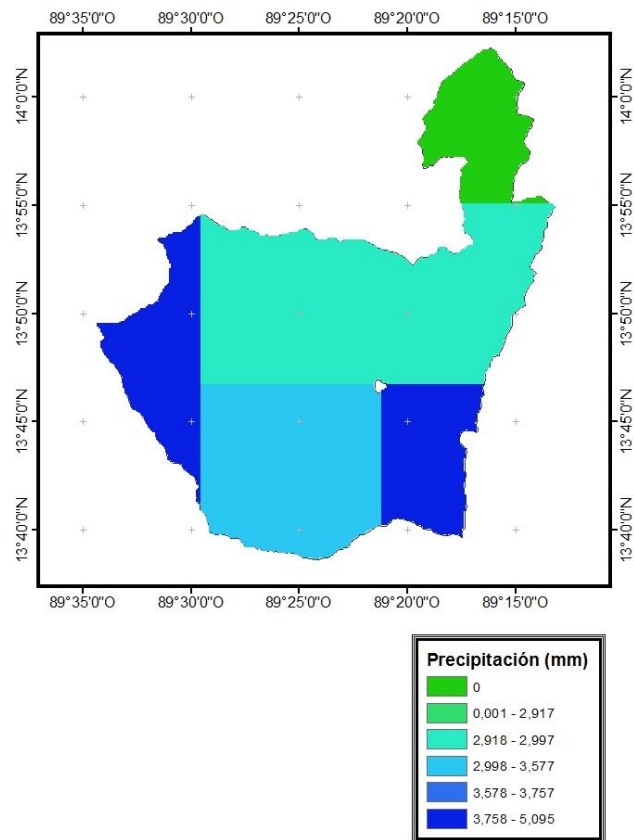 89°35'0"O 89°30'0"O 89°25'0"O 89°20'0"O 89°15'0"O
14°0'0"N 14°0'0"N
13°55'0"N 13°55'0"N
13°50'0"N 13°50'0"N
13°45'0"N 13°45'0"N
13°40'0"N 13°40'0"N
89°35'0"O 89°30'0"O 89°25'0"O 89°20'0"O 89°15'0"O
Precipitación (mm)
0
0,001 - 2,917
2,918 - 2,997
2,998 - 3,577
3,578 - 3,757
3,758 - 5,095